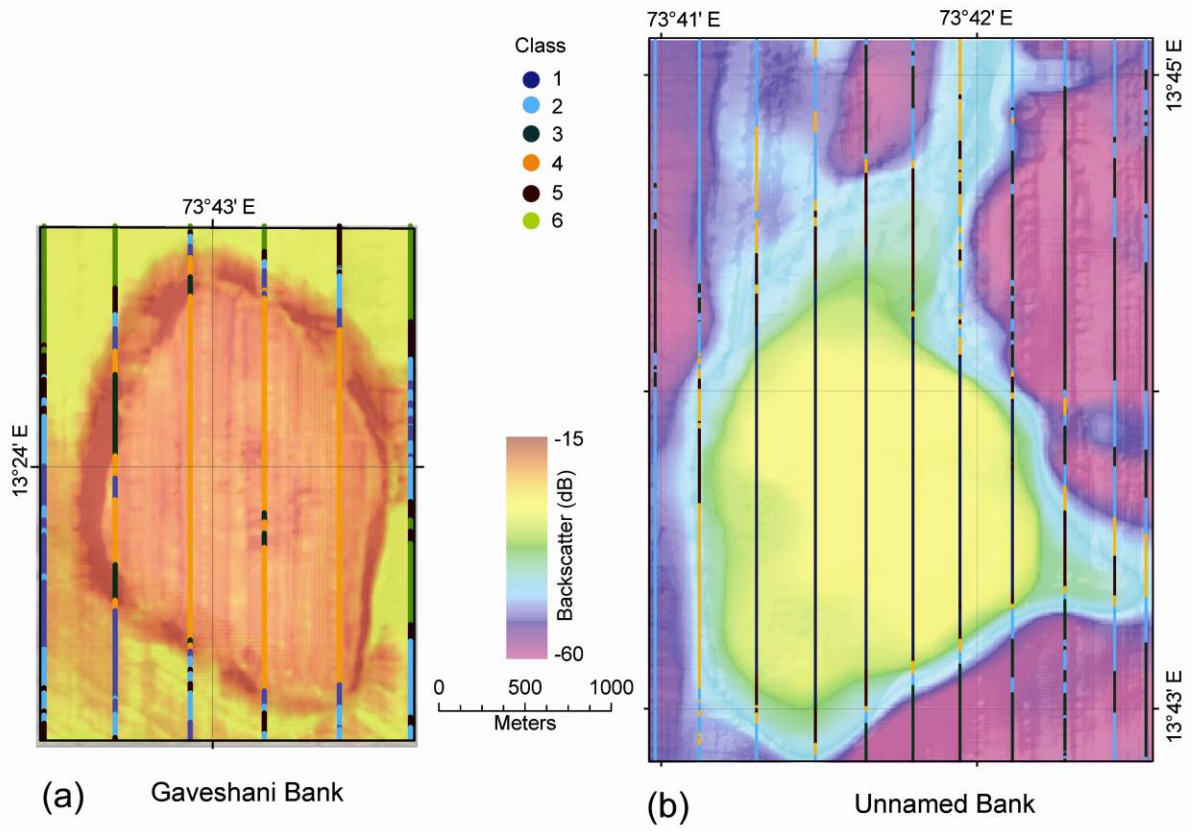 73°41' E
73°42' E
Class
1
2
3
4
5
6
13°45' E
73°43' E
13°24' E
-15
Backscatter (dB)
-60
0 500 1000
Meters
13°43' E
(a) Gaveshani Bank
(b) Unnamed Bank